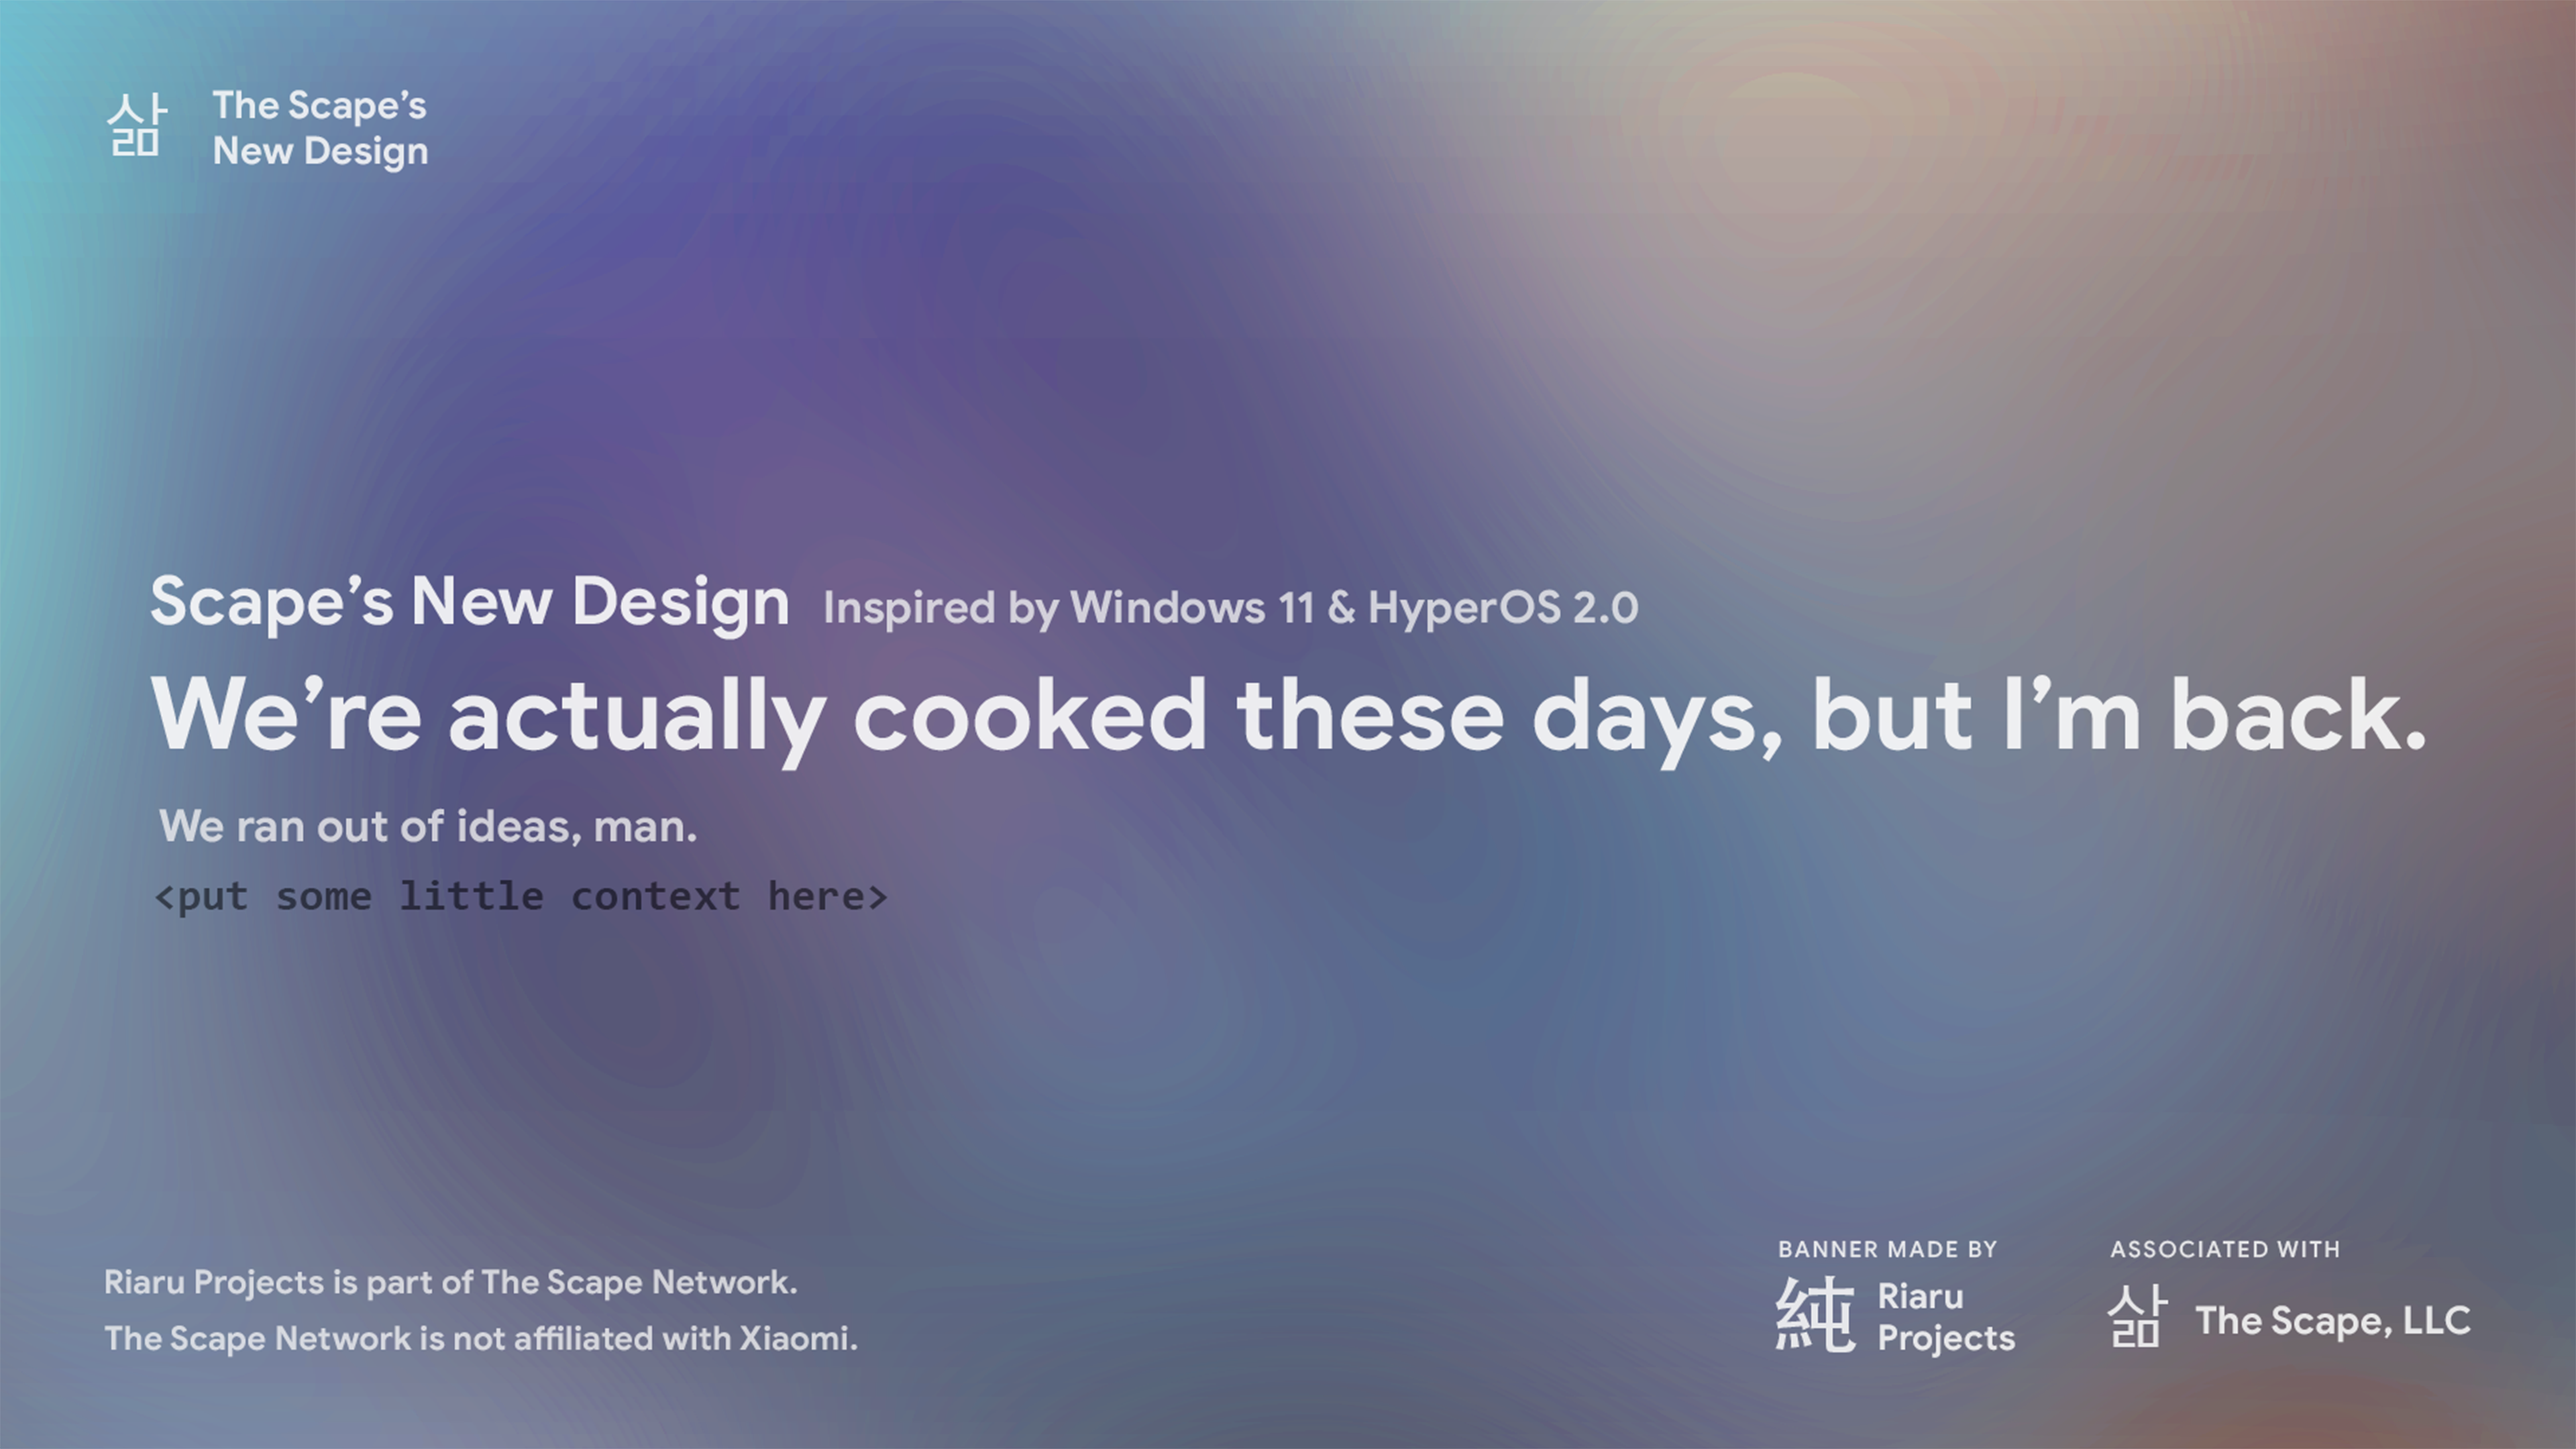 삶 The Scape’s
New Design
Scape’s New Design Inspired by Windows 11 & HyperOS 2.0
We’re actually cooked these days, but I’m back.
We ran out of ideas, man.
<put some little context here>
Riaru Projects is part of The Scape Network.
The Scape Network is not affiliated with Xiaomi.
BANNER MADE BY
純 Riaru
Projects
ASSOCIATED WITH
삶 The Scape, LLC